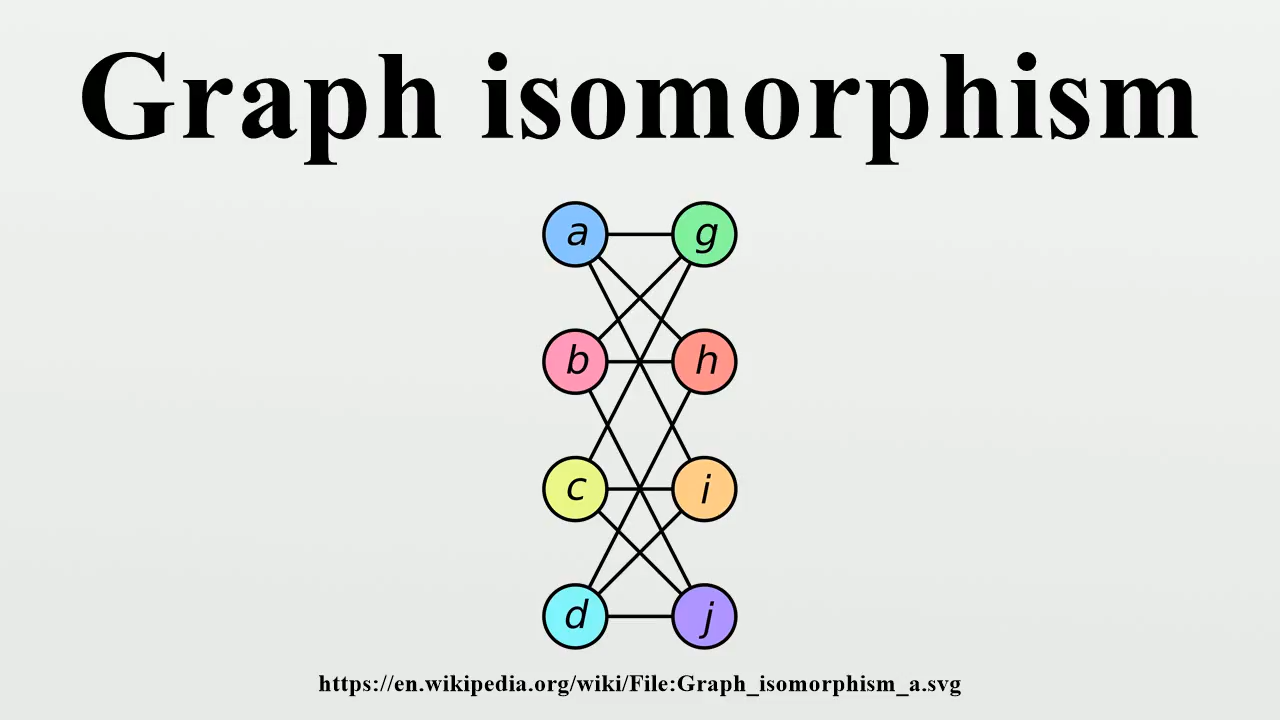 Graph isomorphism
a g
b h
c i
d j
https://en.wikipedia.org/wiki/File:Graph_isomorphism_a.svg